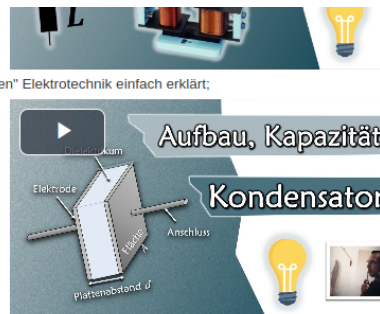 L
en" Elektrotechnik einfach erklärt;
Aufbau, Kapazität
Dielektrikum
Elektrode
Kondensator
Anschluss
Fläche A
Plattenabstand d